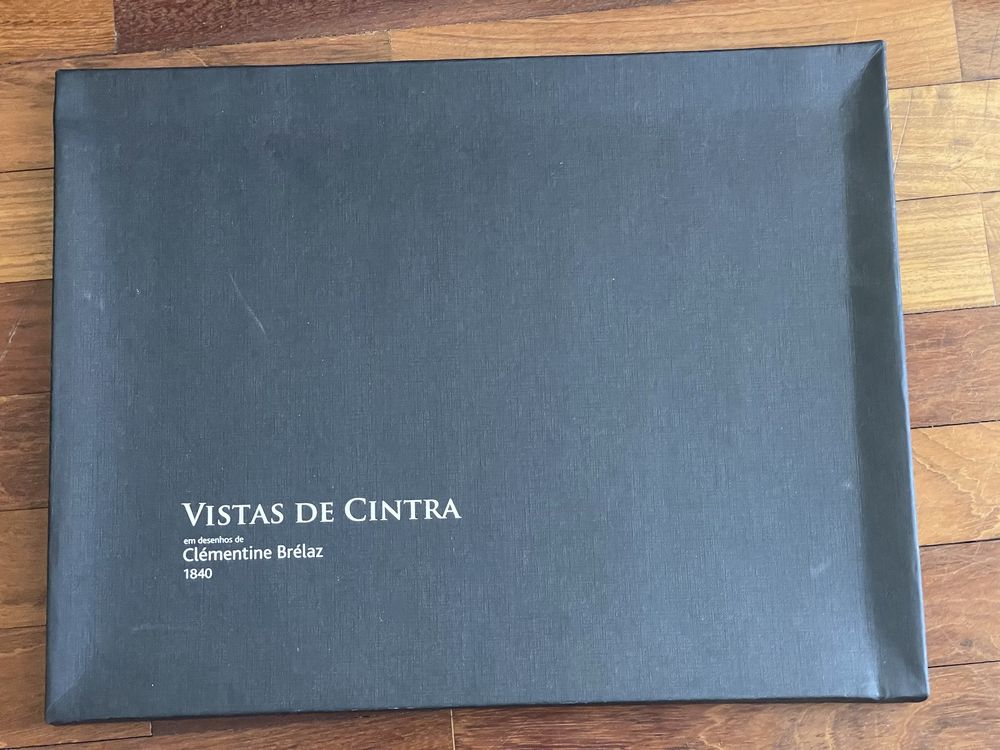 VISTAS DE CINTRA
em desenhos de
Clémentine Brélaz
1840